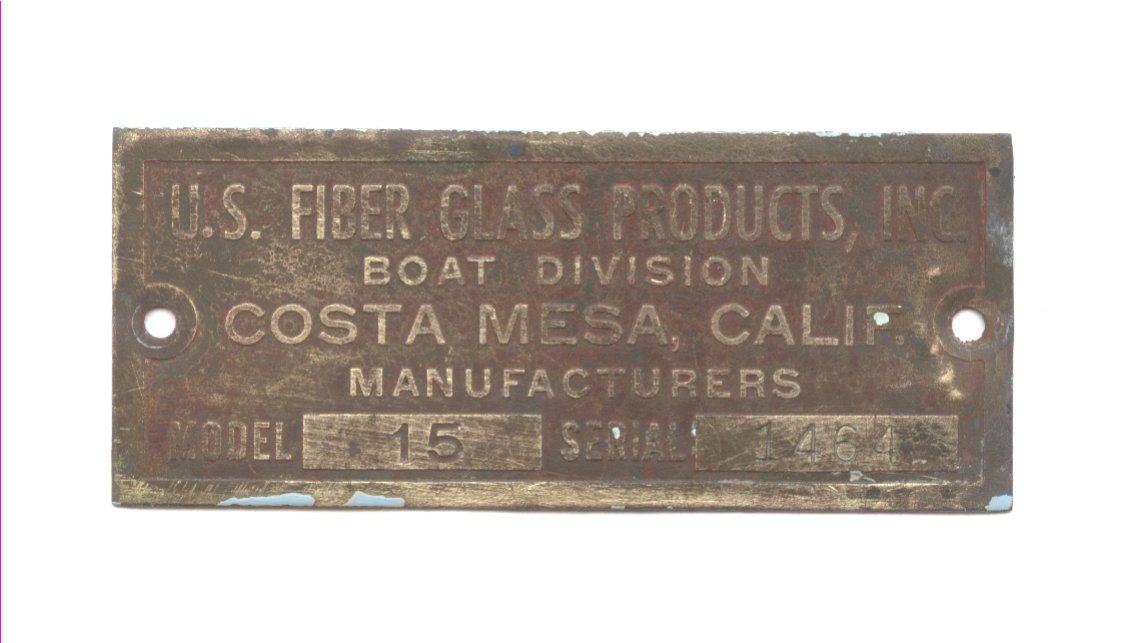 U.S. FIBER GLASS PRODUCTS, INC.
BOAT DIVISION
COSTA MESA, CALIF.
MANUFACTURERS
MODEL 15 SERIAL 1464